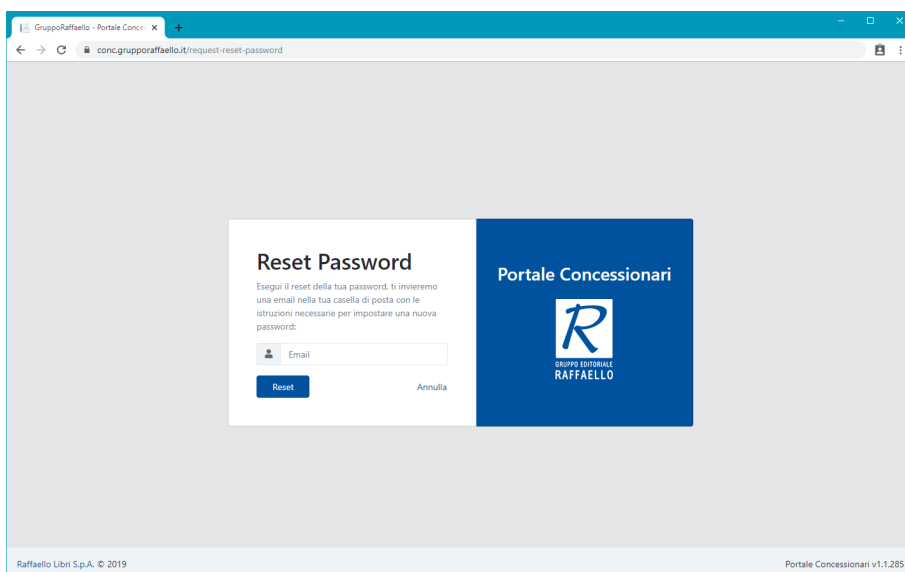 GruppoRaffaello - Portale Conce
conc.grupporaffaello.it/request-reset-password
Reset Password
Esegui il reset della tua password, ti invieremo
una email nella tua casella di posta con le
istruzioni necessarie per impostare una nuova
password:
Email
Reset
Annulla
Portale Concessionari
R
GRUPPO EDITORIALE
RAFFAELLO
Raffaello Libri S.p.A. © 2019
Portale Concessionari v1.1.285